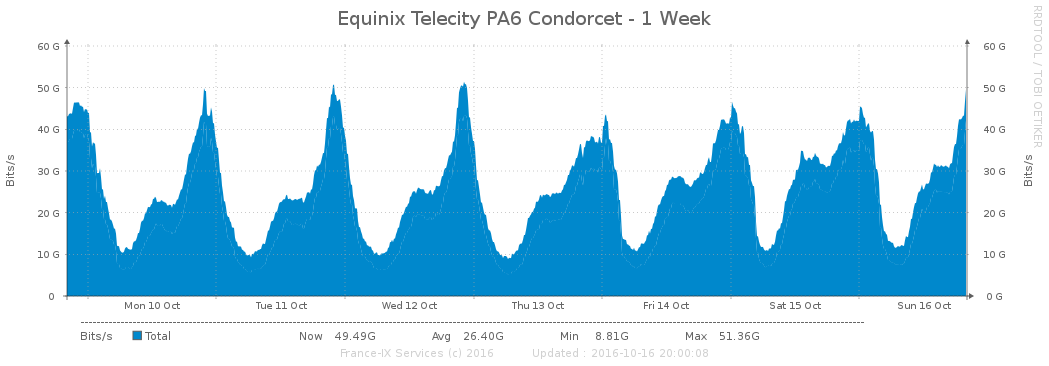 Equinix Telecity PA6 Condorcet - 1 Week
RRDTOOL / TOBI OETIKER
Bits/s
60 G 60 G
50 G 50 G
40 G 40 G
30 G 30 G
20 G 20 G
10 G 10 G
0 0 G
Bits/s
Mon 10 Oct Tue 11 Oct Wed 12 Oct Thu 13 Oct Fri 14 Oct Sat 15 Oct Sun 16 Oct
Bits/s Total Now 49.49G Avg 26.40G Min 8.81G Max 51.36G
France-IX Services (c) 2016 Updated : 2016-10-16 20:00:08